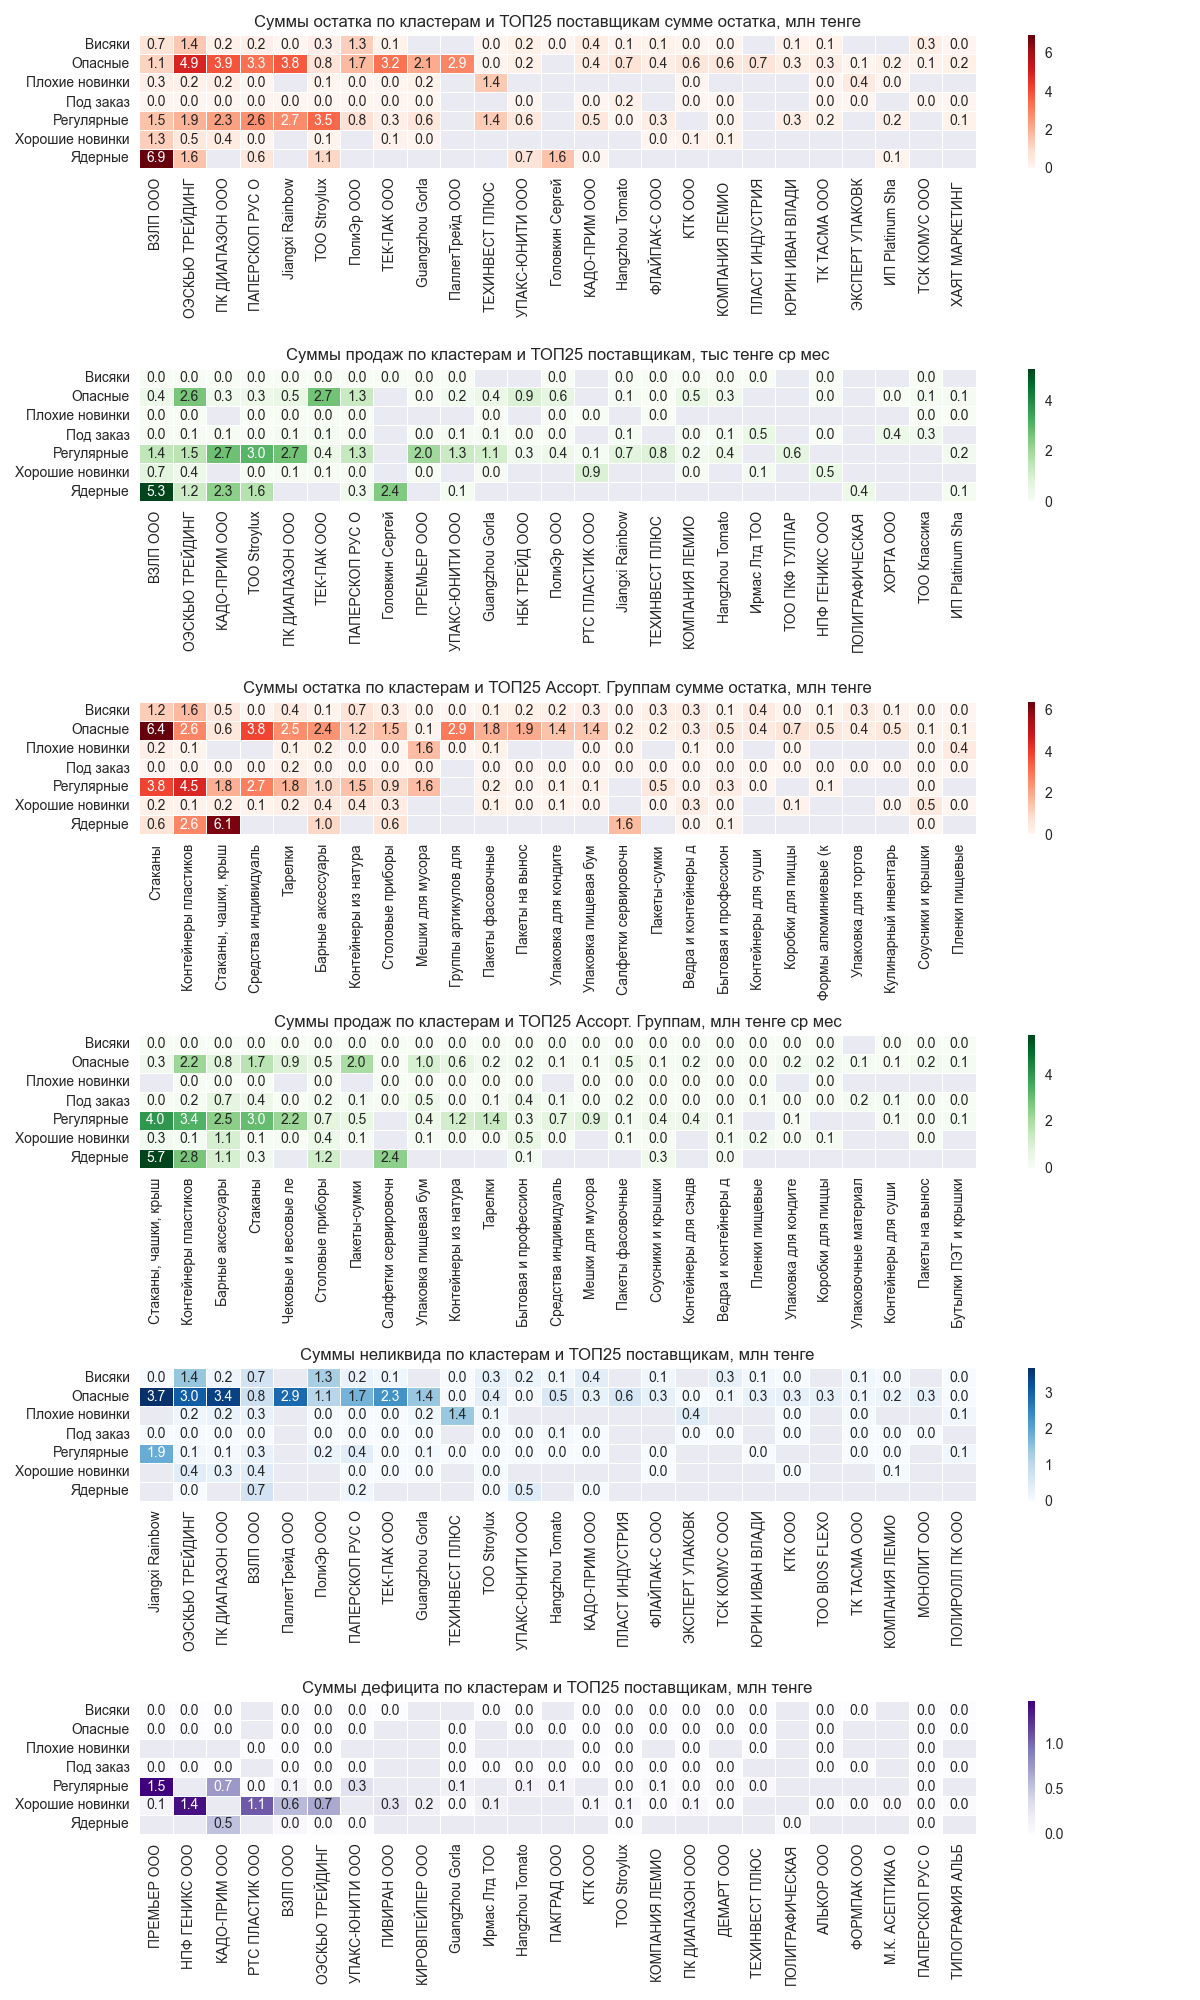 Суммы остатка по кластерам и ТОП25 поставщикам сумме остатка, млн тенге
Висяки 0.7 1.4 0.2 0.2 0.0 0.3 1.3 0.1 0.0 0.2 0.0 0.4 0.1 0.1 0.0 0.0 0.1 0.1 0.3 0.0
Опасные 1.1 4.9 3.9 3.3 3.8 0.8 1.7 3.2 2.1 2.9 0.0 0.2 0.4 0.7 0.4 0.6 0.6 0.7 0.3 0.3 0.1 0.2 0.1 0.2
Плохие новинки 0.3 0.2 0.2 0.0 0.1 0.0 0.0 0.2 1.4 0.0 0.0 0.4 0.0
Под заказ 0.0 0.0 0.0 0.0 0.0 0.0 0.0 0.0 0.0 0.0 0.0 0.2 0.0 0.0 0.0 0.0 0.0
Регулярные 1.5 1.9 2.3 2.6 2.7 3.5 0.8 0.3 0.6 1.4 0.6 0.5 0.0 0.3 0.0 0.3 0.2 0.2 0.1
Хорошие новинки 1.3 0.5 0.4 0.0 0.1 0.1 0.0 0.0 0.1 0.1
Ядерные 6.9 1.6 0.6 1.1 0.7 1.6 0.0 0.1
6
4
2
0
ВЗЛП ООО
ОЭСКЬЮ ТРЕЙДИНГ
ПК ДИАПАЗОН ООО
ПАПЕРСКОП РУС О
Jiangxi Rainbow
ТОО Stroylux
ПолиЭр ООО
ТЕК-ПАК ООО
Guangzhou Gorla
ПаллетТрейд ООО
ТЕХИНВЕСТ ПЛЮС
УПАКС-ЮНИТИ ООО
Головкин Сергей
КАДО-ПРИМ ООО
Hangzhou Tomato
ФЛАЙПАК-С ООО
КТК ООО
КОМПАНИЯ ЛЕМИО
ПЛАСТ ИНДУСТРИЯ
ЮРИН ИВАН ВЛАДИ
ТК ТАСМА ООО
ЭКСПЕРТ УПАКОВК
ИП Platinum Sha
ТСК КОМУС ООО
ХАЯТ МАРКЕТИНГ
Суммы продаж по кластерам и ТОП25 поставщикам, тыс тенге ср мес
Висяки 0.0 0.0 0.0 0.0 0.0 0.0 0.0 0.0 0.0 0.0 0.0 0.0 0.0 0.0 0.0 0.0 0.0 0.0
Опасные 0.4 2.6 0.3 0.3 0.5 2.7 1.3 0.0 0.2 0.4 0.9 0.6 0.1 0.0 0.5 0.3 0.0 0.0 0.1 0.1
Плохие новинки 0.0 0.0 0.0 0.0 0.0 0.0 0.0 0.0 0.0 0.0 0.0 0.0 0.0
Под заказ 0.0 0.1 0.1 0.0 0.1 0.1 0.0 0.0 0.1 0.1 0.0 0.0 0.1 0.0 0.1 0.5 0.0 0.4 0.3
Регулярные 1.4 1.5 2.7 3.0 2.7 0.4 1.3 2.0 1.3 1.1 0.3 0.4 0.1 0.7 0.8 0.2 0.4 0.6 0.2
Хорошие новинки 0.7 0.4 0.0 0.1 0.1 0.0 0.0 0.0 0.9 0.0 0.1 0.5
Ядерные 5.3 1.2 2.3 1.6 0.3 2.4 0.1 0.4 0.1
4
2
0
ВЗЛП ООО
ОЭСКЬЮ ТРЕЙДИНГ
КАДО-ПРИМ ООО
ТОО Stroylux
ПК ДИАПАЗОН ООО
ТЕК-ПАК ООО
ПАПЕРСКОП РУС О
Головкин Сергей
ПРЕМЬЕР ООО
УПАКС-ЮНИТИ ООО
Guangzhou Gorla
НБК ТРЕЙД ООО
ПолиЭр ООО
РТС ПЛАСТИК ООО
Jiangxi Rainbow
ТЕХИНВЕСТ ПЛЮС
КОМПАНИЯ ЛЕМИО
Hangzhou Tomato
Ирмас Лтд ТОО
ТОО ПКФ ТУЛПАР
НПФ ГЕНИКС ООО
ПОЛИГРАФИЧЕСКАЯ
ХОРТА ООО
ТОО Классика
ИП Platinum Sha
Суммы остатка по кластерам и ТОП25 Ассорт. Группам сумме остатка, млн тенге
Висяки 1.2 1.6 0.5 0.0 0.4 0.1 0.7 0.3 0.0 0.0 0.1 0.2 0.2 0.3 0.0 0.3 0.3 0.1 0.4 0.0 0.1 0.3 0.1 0.0 0.0
Опасные 6.4 2.6 0.6 3.8 2.5 2.4 1.2 1.5 0.1 2.9 1.8 1.9 1.4 1.4 0.2 0.2 0.3 0.5 0.4 0.7 0.5 0.4 0.5 0.1 0.1
Плохие новинки 0.2 0.1 0.1 0.2 0.0 0.0 1.6 0.0 0.1 0.0 0.0 0.1 0.0 0.0 0.0 0.4
Под заказ 0.0 0.0 0.0 0.0 0.2 0.0 0.0 0.0 0.0 0.0 0.0 0.0 0.0 0.0 0.0 0.0 0.0 0.0 0.0 0.0 0.0 0.0 0.0 0.0
Регулярные 3.8 4.5 1.8 2.7 1.8 1.0 1.5 0.9 1.6 0.2 0.0 0.1 0.1 0.5 0.0 0.3 0.0 0.1 0.0
Хорошие новинки 0.2 0.1 0.2 0.1 0.2 0.4 0.4 0.3 0.1 0.0 0.1 0.0 0.0 0.3 0.0 0.1 0.0 0.5 0.0
Ядерные 0.6 2.6 6.1 1.0 0.6 1.6 0.0 0.1 0.0
6
4
2
0
Стаканы
Контейнеры пластиков
Стаканы, чашки, крыш
Средства индивидуаль
Тарелки
Барные аксессуары
Контейнеры из натура
Столовые приборы
Мешки для мусора
Группы артикулов для
Пакеты фасовочные
Пакеты на вынос
Упаковка для кондите
Упаковка пищевая бум
Салфетки сервировочн
Пакеты-сумки
Ведра и контейнеры д
Бытовая и профессион
Контейнеры для суши
Коробки для пиццы
Формы алюминиевые (к
Упаковка для тортов
Кулинарный инвентарь
Соусники и крышки
Пленки пищевые
Суммы продаж по кластерам и ТОП25 Ассорт. Группам, млн тенге ср мес
Висяки 0.0 0.0 0.0 0.0 0.0 0.0 0.0 0.0 0.0 0.0 0.0 0.0 0.0 0.0 0.0 0.0 0.0 0.0 0.0 0.0 0.0 0.0 0.0 0.0
Опасные 0.3 2.2 0.8 1.7 0.9 0.5 2.0 0.0 1.0 0.6 0.2 0.2 0.1 0.1 0.5 0.1 0.2 0.0 0.0 0.2 0.2 0.1 0.1 0.2 0.1
Плохие новинки 0.0 0.0 0.0 0.0 0.0 0.0 0.0 0.0 0.0 0.0 0.0 0.0 0.0 0.0 0.0
Под заказ 0.0 0.2 0.7 0.4 0.0 0.2 0.1 0.0 0.5 0.0 0.1 0.4 0.1 0.0 0.2 0.0 0.0 0.0 0.1 0.0 0.0 0.2 0.1 0.0 0.0
Регулярные 4.0 3.4 2.5 3.0 2.2 0.7 0.5 0.4 1.2 1.4 0.3 0.7 0.9 0.1 0.4 0.4 0.1 0.1 0.1 0.0 0.1
Хорошие новинки 0.3 0.1 1.1 0.1 0.0 0.4 0.1 0.1 0.0 0.0 0.5 0.0 0.1 0.0 0.1 0.2 0.0 0.1 0.0
Ядерные 5.7 2.8 1.1 0.3 1.2 2.4 0.1 0.3 0.0
4
2
0
Стаканы, чашки, крыш
Контейнеры пластиков
Барные аксессуары
Стаканы
Чековые и весовые ле
Столовые приборы
Пакеты-сумки
Салфетки сервировочн
Упаковка пищевая бум
Контейнеры из натура
Тарелки
Бытовая и профессион
Средства индивидуаль
Мешки для мусора
Пакеты фасовочные
Соусники и крышки
Контейнеры для сэндв
Ведра и контейнеры д
Пленки пищевые
Упаковка для кондите
Коробки для пиццы
Упаковочные материал
Контейнеры для суши
Пакеты на вынос
Бутылки ПЭТ и крышки
Суммы неликвида по кластерам и ТОП25 поставщикам, млн тенге
Висяки 0.0 1.4 0.2 0.7 1.3 0.2 0.1 0.0 0.3 0.2 0.1 0.4 0.1 0.3 0.1 0.0 0.1 0.0 0.0
Опасные 3.7 3.0 3.4 0.8 2.9 1.1 1.7 2.3 1.4 0.0 0.4 0.0 0.5 0.3 0.6 0.3 0.0 0.1 0.3 0.3 0.3 0.1 0.2 0.3 0.0
Плохие новинки 0.2 0.2 0.3 0.0 0.0 0.0 0.2 1.4 0.1 0.4 0.0 0.0 0.1
Под заказ 0.0 0.0 0.0 0.0 0.0 0.0 0.0 0.0 0.0 0.0 0.1 0.0 0.0 0.0 0.0 0.0 0.0 0.0
Регулярные 1.9 0.1 0.1 0.3 0.2 0.4 0.0 0.1 0.0 0.0 0.0 0.0 0.0 0.0 0.0 0.0 0.0 0.1
Хорошие новинки 0.4 0.3 0.4 0.0 0.0 0.0 0.0 0.0 0.0 0.1
Ядерные 0.0 0.7 0.2 0.0 0.5 0.0
3
2
1
0
Jiangxi Rainbow
ОЭСКЬЮ ТРЕЙДИНГ
ПК ДИАПАЗОН ООО
ВЗЛП ООО
ПаллетТрейд ООО
ПолиЭр ООО
ПАПЕРСКОП РУС О
ТЕК-ПАК ООО
Guangzhou Gorla
ТЕХИНВЕСТ ПЛЮС
ТОО Stroylux
УПАКС-ЮНИТИ ООО
Hangzhou Tomato
КАДО-ПРИМ ООО
ПЛАСТ ИНДУСТРИЯ
ФЛАЙПАК-С ООО
ЭКСПЕРТ УПАКОВК
ТСК КОМУС ООО
ЮРИН ИВАН ВЛАДИ
КТК ООО
ТОО BIOS FLEXO
ТК ТАСМА ООО
КОМПАНИЯ ЛЕМИО
МОНОЛИТ ООО
ПОЛИРОЛЛ ПК ООО
Суммы дефицита по кластерам и ТОП25 поставщикам, млн тенге
Висяки 0.0 0.0 0.0 0.0 0.0 0.0 0.0 0.0 0.0 0.0 0.0 0.0 0.0 0.0 0.0 0.0 0.0 0.0
Опасные 0.0 0.0 0.0 0.0 0.0 0.0 0.0 0.0 0.0 0.0 0.0 0.0 0.0 0.0 0.0 0.0 0.0
Плохие новинки 0.0 0.0 0.0 0.0 0.0 0.0 0.0 0.0 0.0
Под заказ 0.0 0.0 0.0 0.0 0.0 0.0 0.0 0.0 0.0 0.0 0.0 0.0 0.0 0.0 0.0 0.0 0.0 0.0 0.0 0.0 0.0 0.0 0.0
Регулярные 1.5 0.7 0.0 0.1 0.0 0.3 0.1 0.1 0.1 0.0 0.1 0.0 0.0 0.0
Хорошие новинки 0.1 1.4 1.1 0.6 0.7 0.3 0.2 0.0 0.1 0.1 0.1 0.0 0.1 0.0 0.0 0.0 0.0 0.0 0.0
Ядерные 0.5 0.0 0.0 0.0 0.0 0.0 0.0
1.0
0.5
0.0
ПРЕМЬЕР ООО
НПФ ГЕНИКС ООО
КАДО-ПРИМ ООО
РТС ПЛАСТИК ООО
ВЗЛП ООО
ОЭСКЬЮ ТРЕЙДИНГ
УПАКС-ЮНИТИ ООО
ПИВИРАН ООО
КИРОВПЕЙПЕР ООО
Guangzhou Gorla
Ирмас Лтд ТОО
Hangzhou Tomato
ПАКГРАД ООО
КТК ООО
ТОО Stroylux
КОМПАНИЯ ЛЕМИО
ПК ДИАПАЗОН ООО
ДЕМАРТ ООО
ТЕХИНВЕСТ ПЛЮС
ПОЛИГРАФИЧЕСКАЯ
АЛЬКОР ООО
ФОРМПАК ООО
М.К. АСЕПТИКА О
ПАПЕРСКОП РУС О
ТИПОГРАФИЯ АЛЬБ